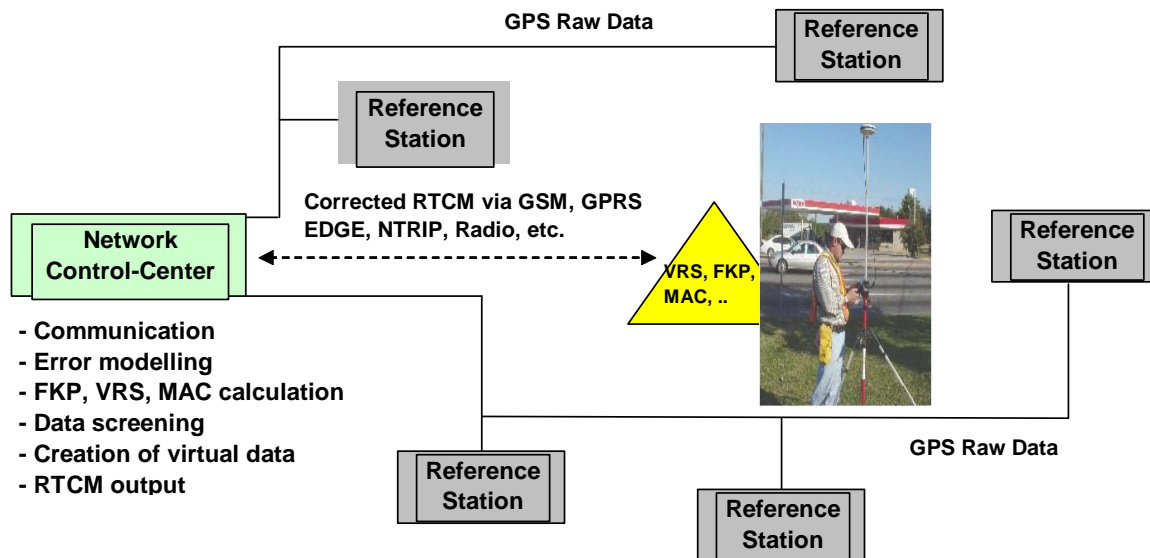 GPS Raw Data
Reference
Station
Reference
Station
Corrected RTCM via GSM, GPRS
EDGE, NTRIP, Radio, etc.
Network
Control-Center
VRS, FKP,
MAC, ..
Reference
Station
- Communication
- Error modelling
- FKP, VRS, MAC calculation
- Data screening
- Creation of virtual data
- RTCM output
GPS Raw Data
Reference
Station
Reference
Station